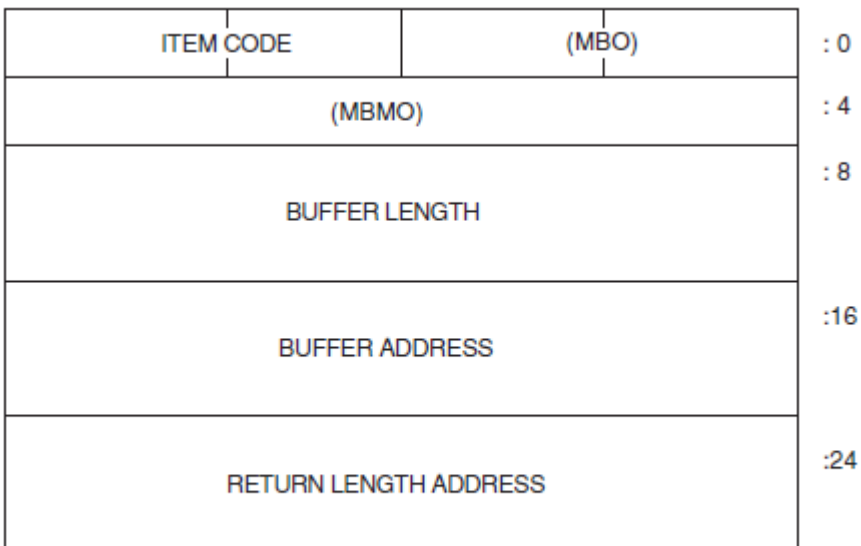 ITEM CODE (MBO) : 0
(MBMO) : 4
: 8
BUFFER LENGTH
:16
BUFFER ADDRESS
:24
RETURN LENGTH ADDRESS